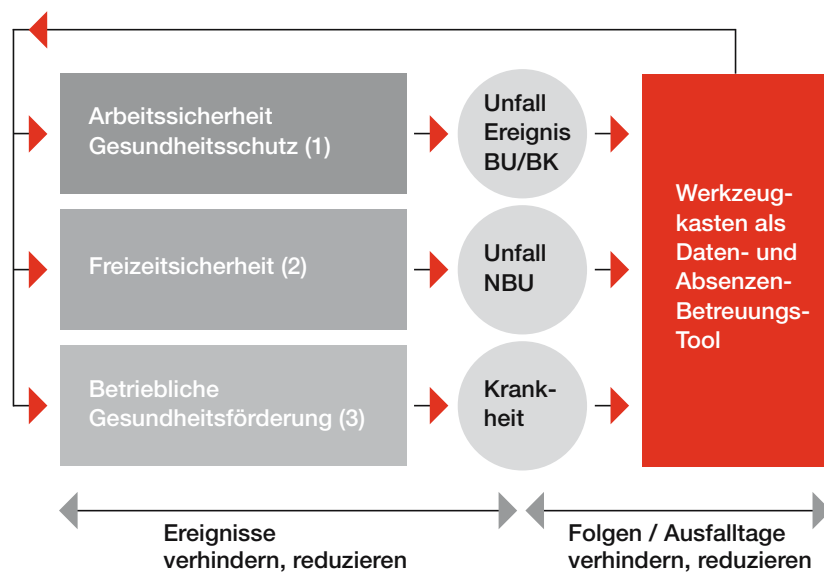 Arbeitssicherheit
Gesundheitsschutz (1)
Unfall
Ereignis
BU/BK
Freizeitsicherheit (2)
Unfall
NBU
Betriebliche
Gesundheitsförderung (3)
Krank-
heit
Werkzeug-
kasten als
Daten- und
Absenzen-
Betreuungs-
Tool
Ereignisse
verhindern, reduzieren
Folgen / Ausfalltage
verhindern, reduzieren